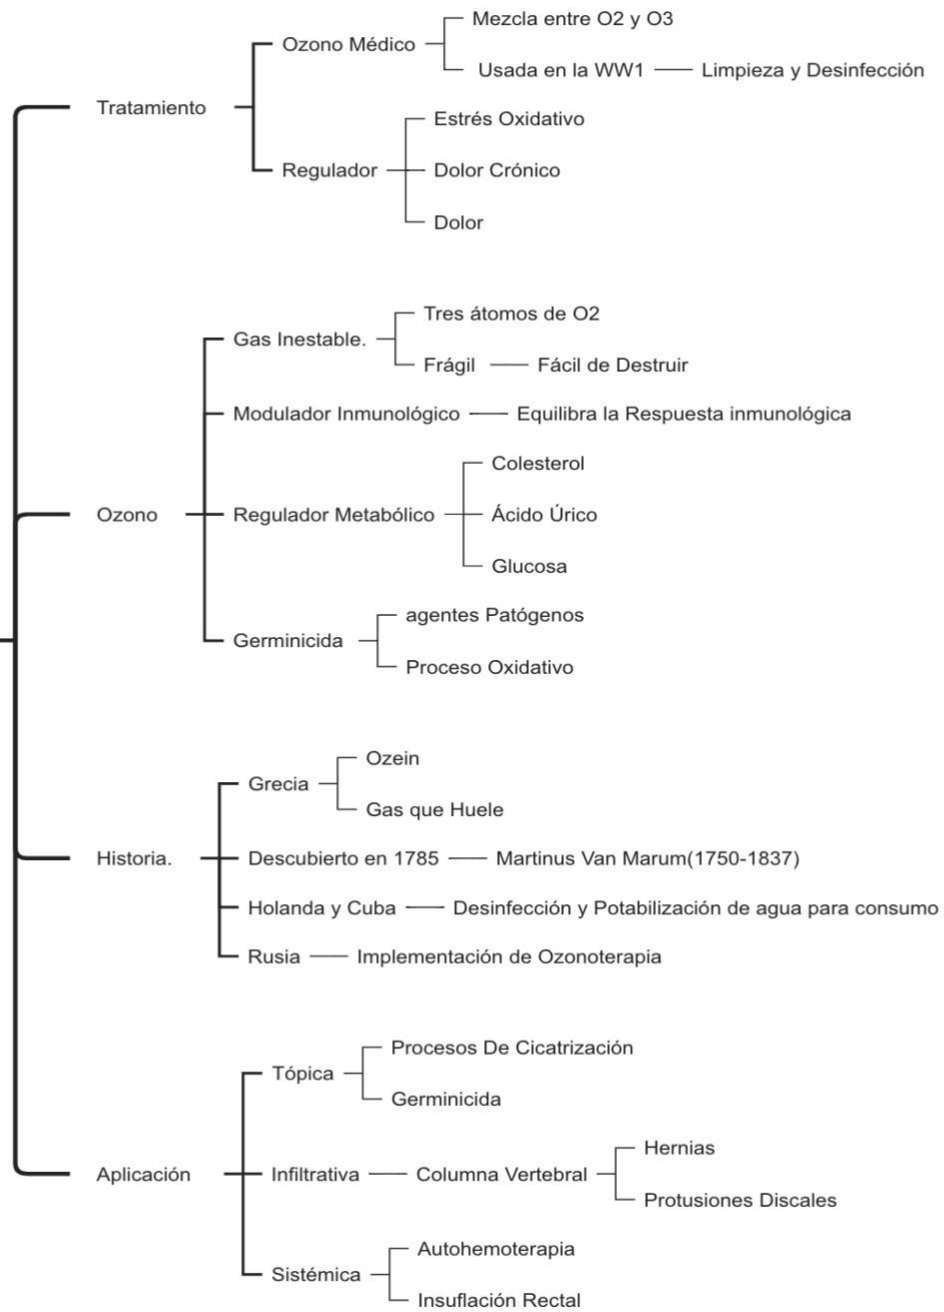 Tratamiento
Ozono Médico
Mezcla entre O2 y O3
Usada en la WW1
Limpieza y Desinfección
Regulador
Estrés Oxidativo
Dolor Crónico
Dolor
Ozono
Gas Inestable.
Tres átomos de O2
Frágil
Fácil de Destruir
Modulador Inmunológico
Equilibra la Respuesta inmunológica
Regulador Metabólico
Colesterol
Ácido Úrico
Glucosa
Germinicida
agentes Patógenos
Proceso Oxidativo
Historia.
Grecia
Ozein
Gas que Huele
Descubierto en 1785
Martinus Van Marum(1750-1837)
Holanda y Cuba
Desinfección y Potabilización de agua para consumo
Rusia
Implementación de Ozonoterapia
Aplicación
Tópica
Procesos De Cicatrización
Germinicida
Infiltrativa
Columna Vertebral
Hernias
Protusiones Discales
Sistémica
Autohemoterapia
Insuflación Rectal